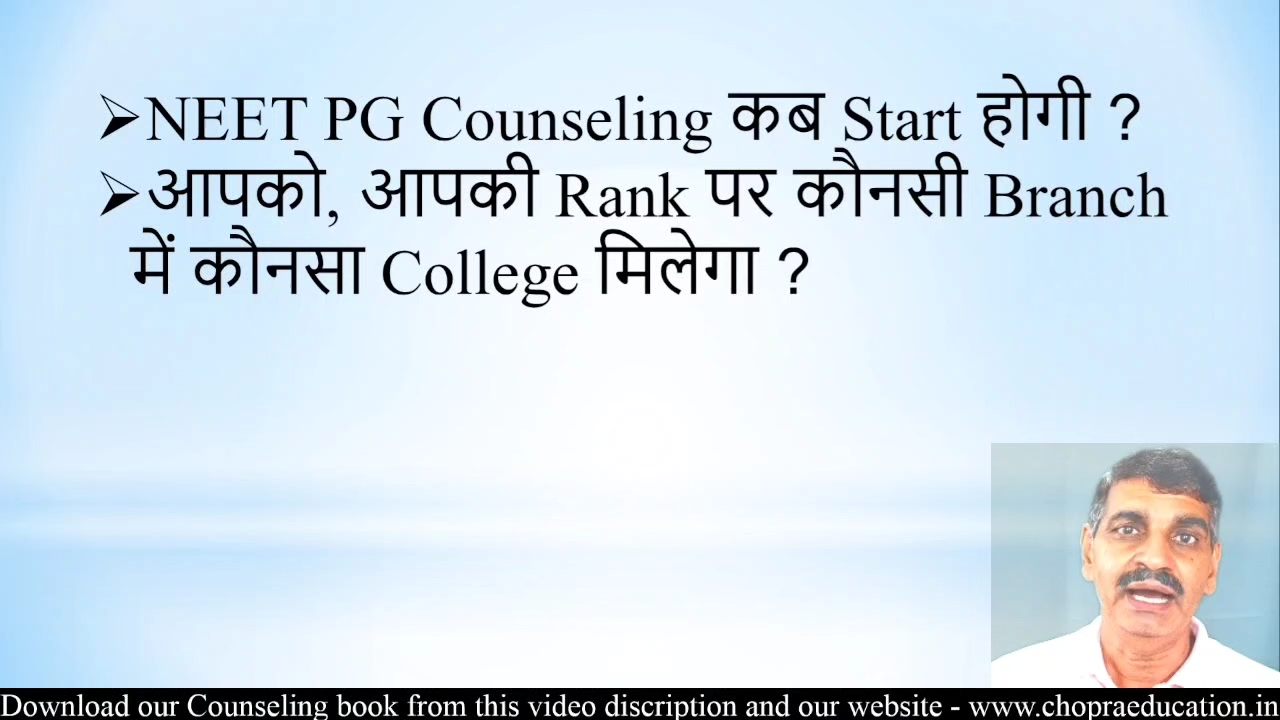 ➢NEET PG Counseling कब Start होगी ?
➢आपको, आपकी Rank पर कौनसी Branch
में कौनसा College मिलेगा ?
Download our Counseling book from this video discription and our website - www.chopraeducation.in